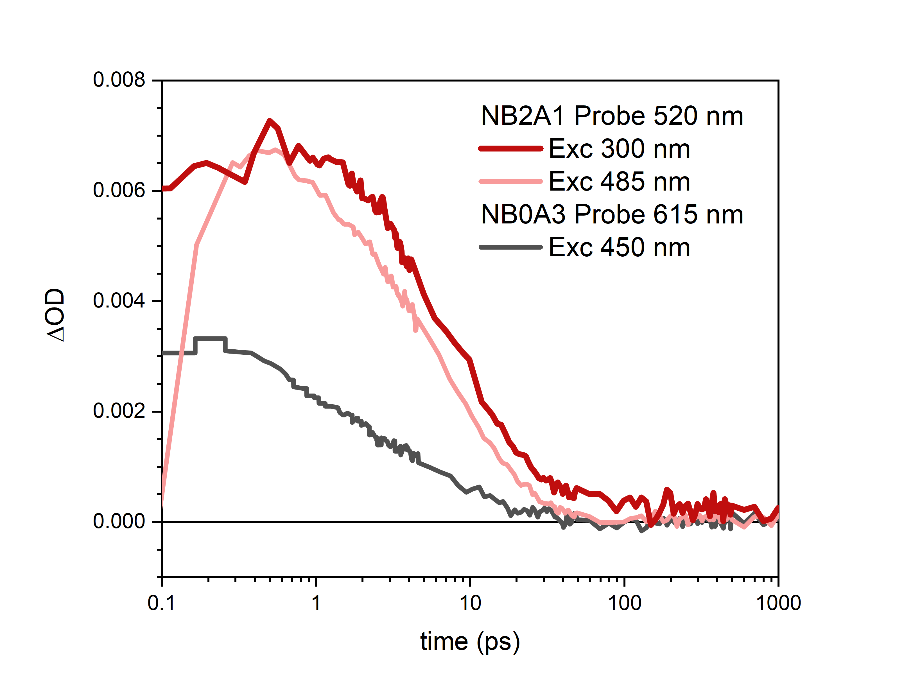 0.008
0.006
0.004
0.002
0.000
ΔOD
NB2A1 Probe 520 nm
Exc 300 nm
Exc 485 nm
NB0A3 Probe 615 nm
Exc 450 nm
0.1 1 10 100 1000
time (ps)